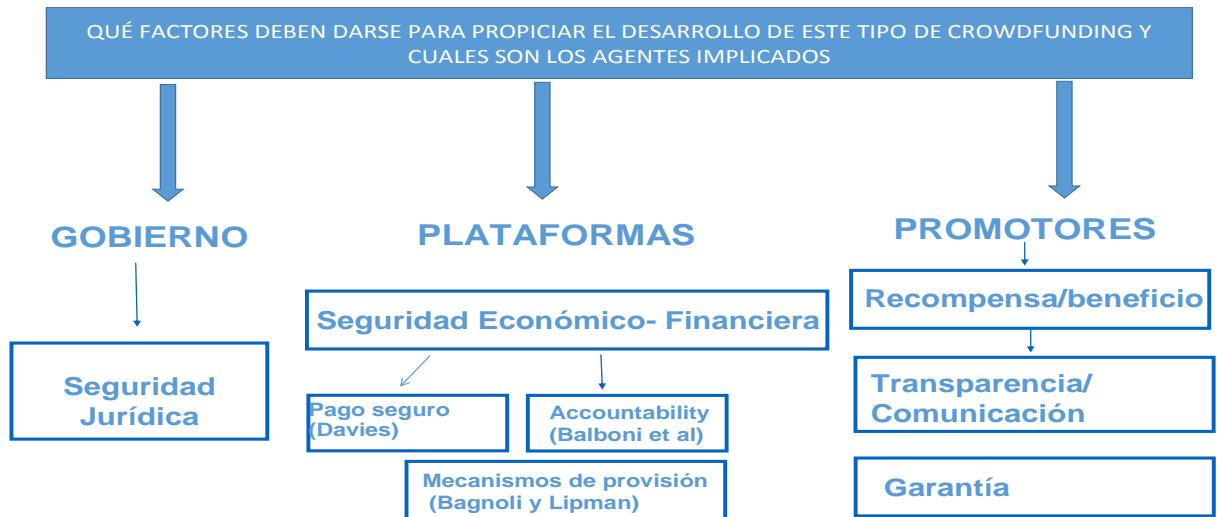 QUÉ FACTORES DEBEN DARSE PARA PROPICIAR EL DESARROLLO DE ESTE TIPO DE CROWDFUNDING Y
CUALES SON LOS AGENTES IMPLICADOS
GOBIERNO
Seguridad
Jurídica
PLATAFORMAS
Seguridad Económico- Financiera
Pago seguro
(Davies)
Accountability
(Balboni et al)
Mecanismos de provisión
(Bagnoli y Lipman)
PROMOTORES
Recompensa/beneficio
Transparencia/
Comunicación
Garantía